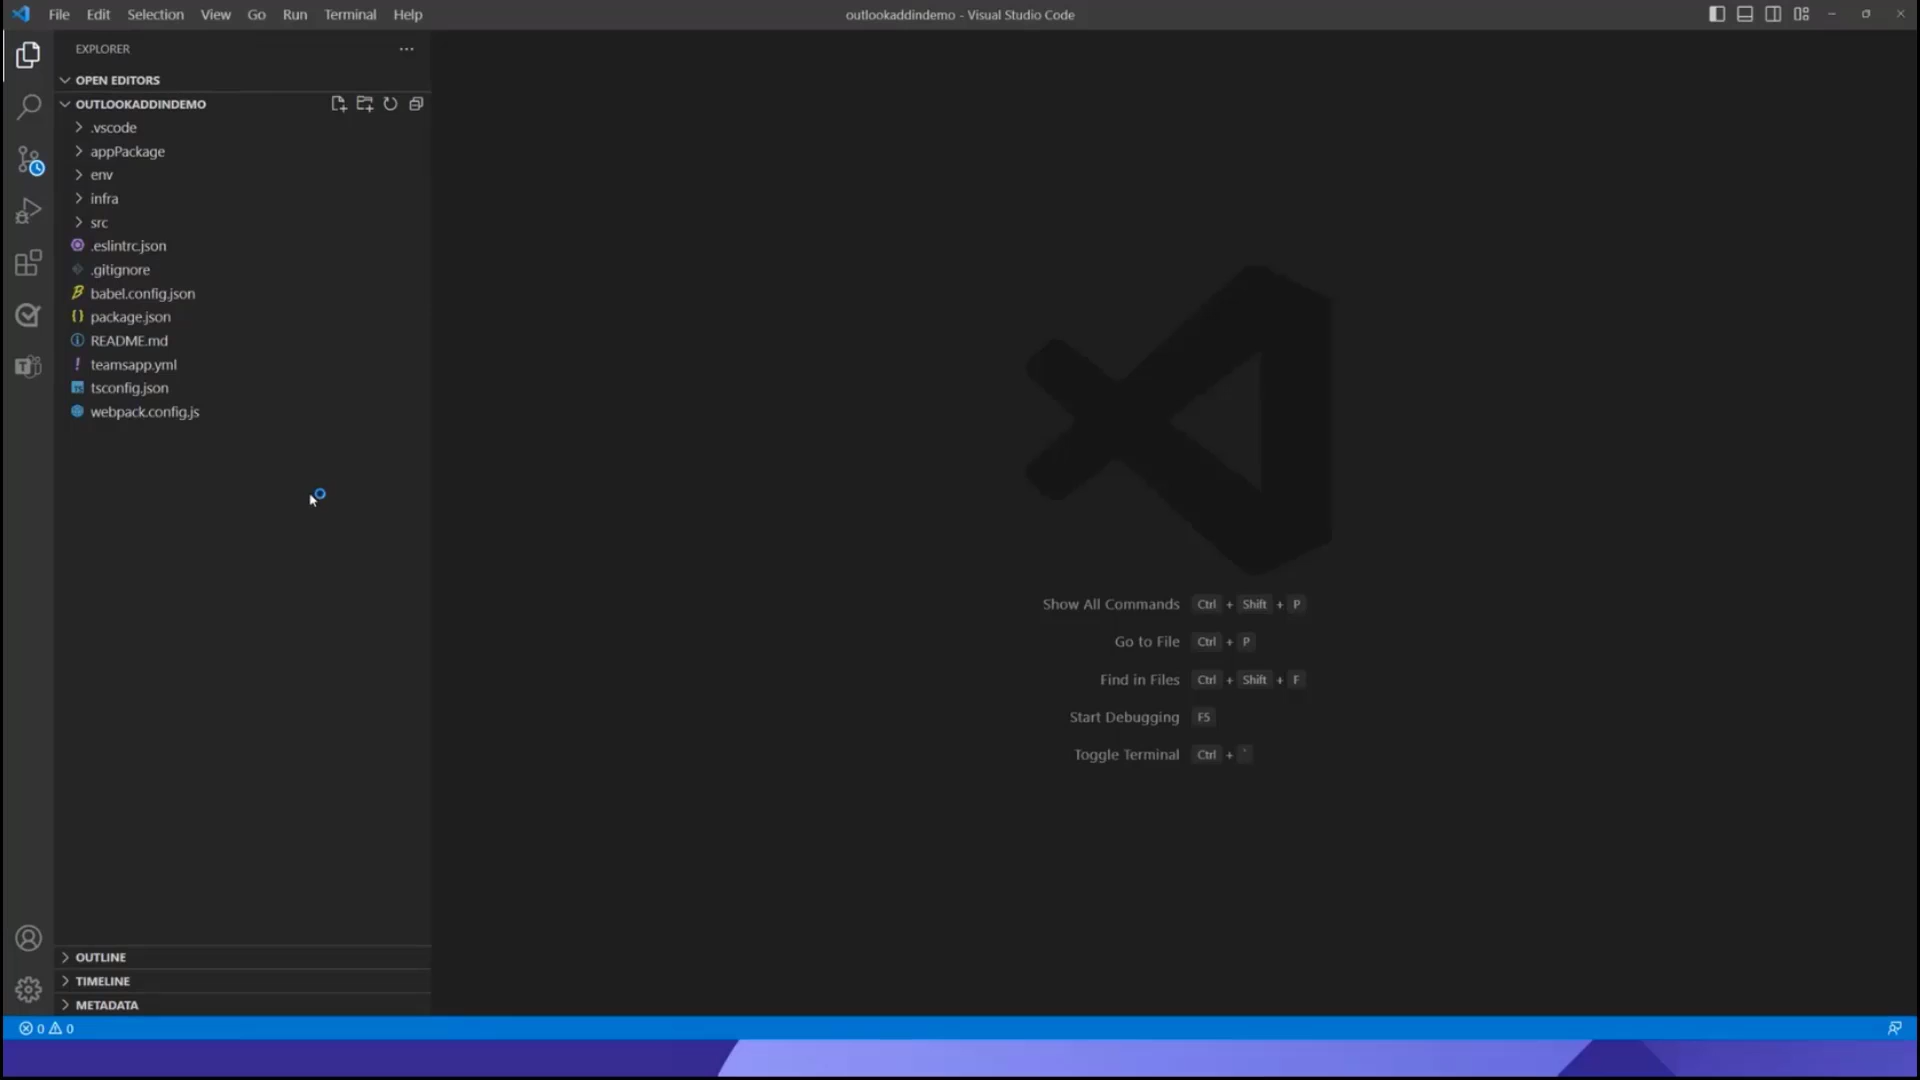 File Edit Selection View Go Run Terminal Help
outlookaddindemo - Visual Studio Code
EXPLORER
OPEN EDITORS
OUTLOOKADDINDEMO
.vscode
appPackage
env
infra
src
.eslintrc.json
.gitignore
babel.config.json
package.json
README.md
teamsapp.yml
tsconfig.json
webpack.config.js
Show All Commands Ctrl + Shift + P
Go to File Ctrl + P
Find in Files Ctrl + Shift + F
Start Debugging F5
Toggle Terminal Ctrl + `
OUTLINE
TIMELINE
METADATA
0 0